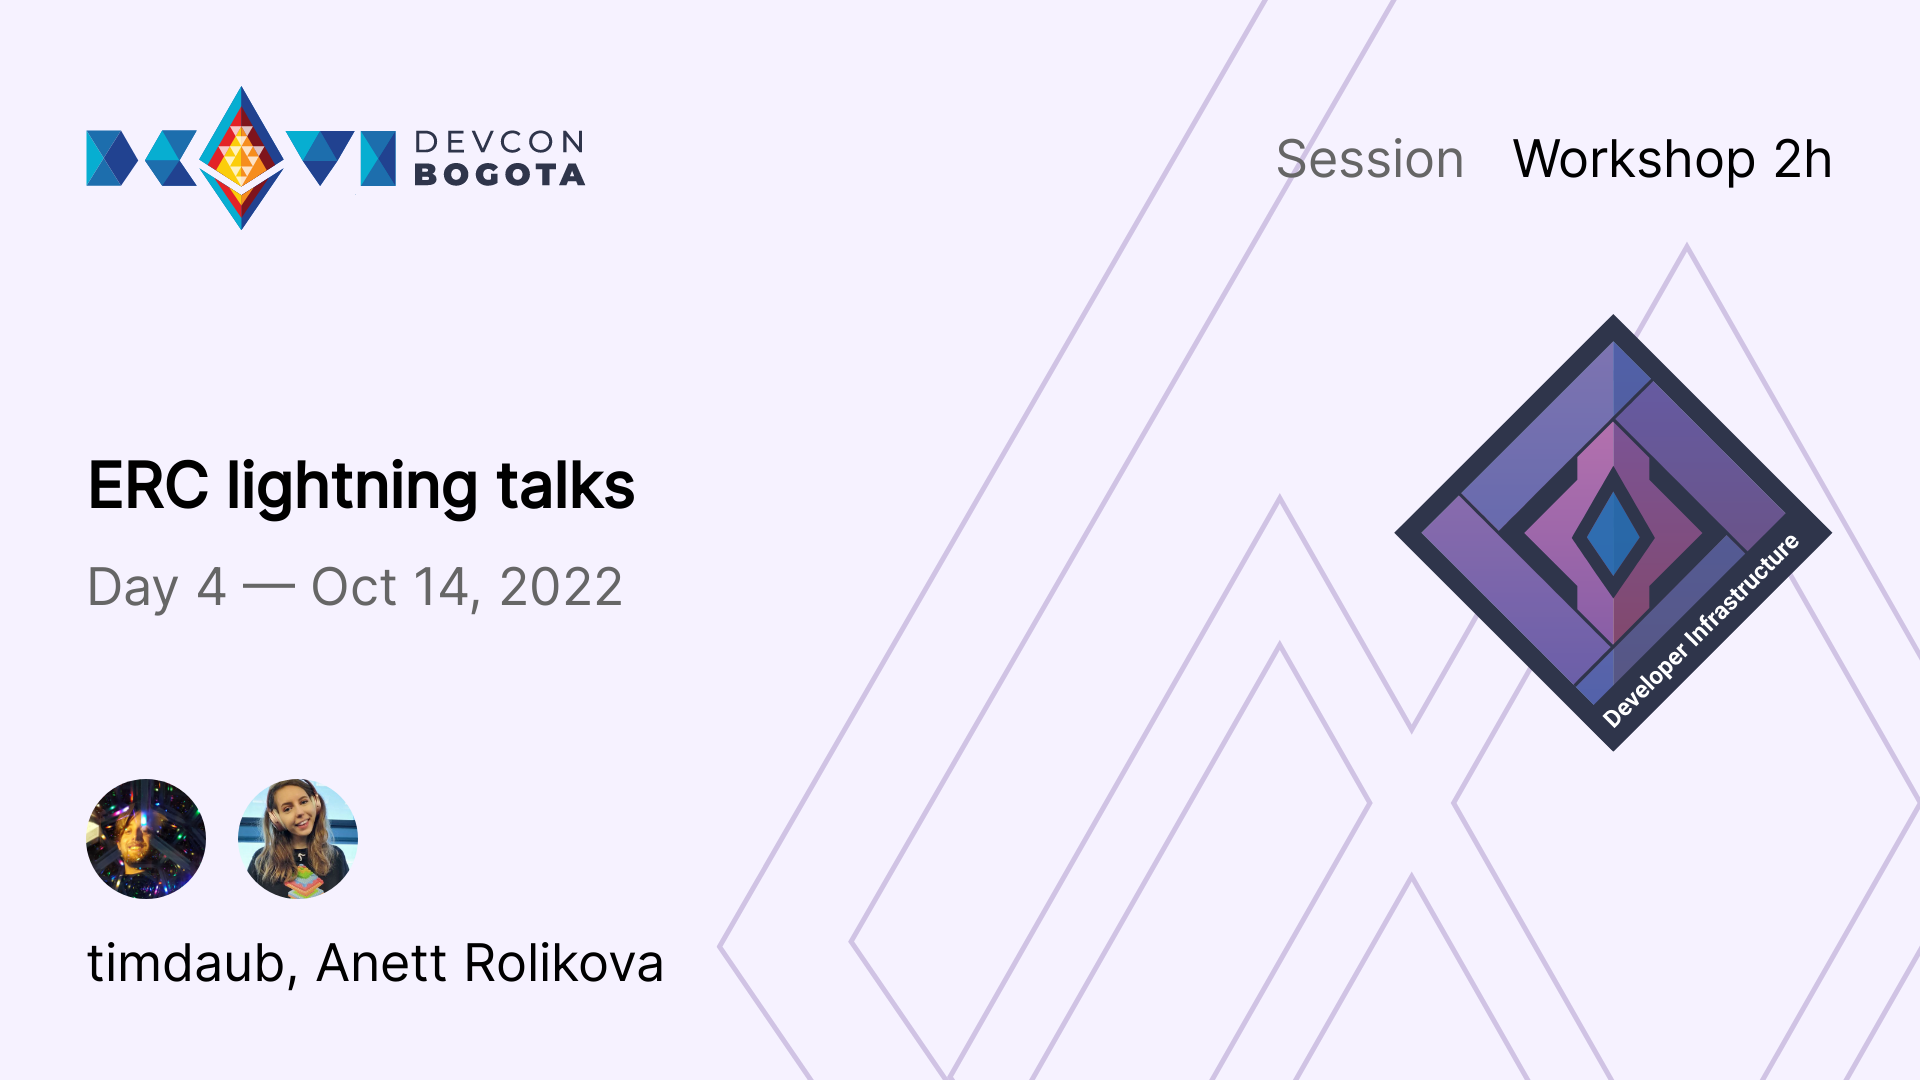 DEVCON
BOGOTA
Session Workshop 2h
ERC lightning talks
Day 4 — Oct 14, 2022
Developer Infrastructure
timdaub, Anett Rolikova